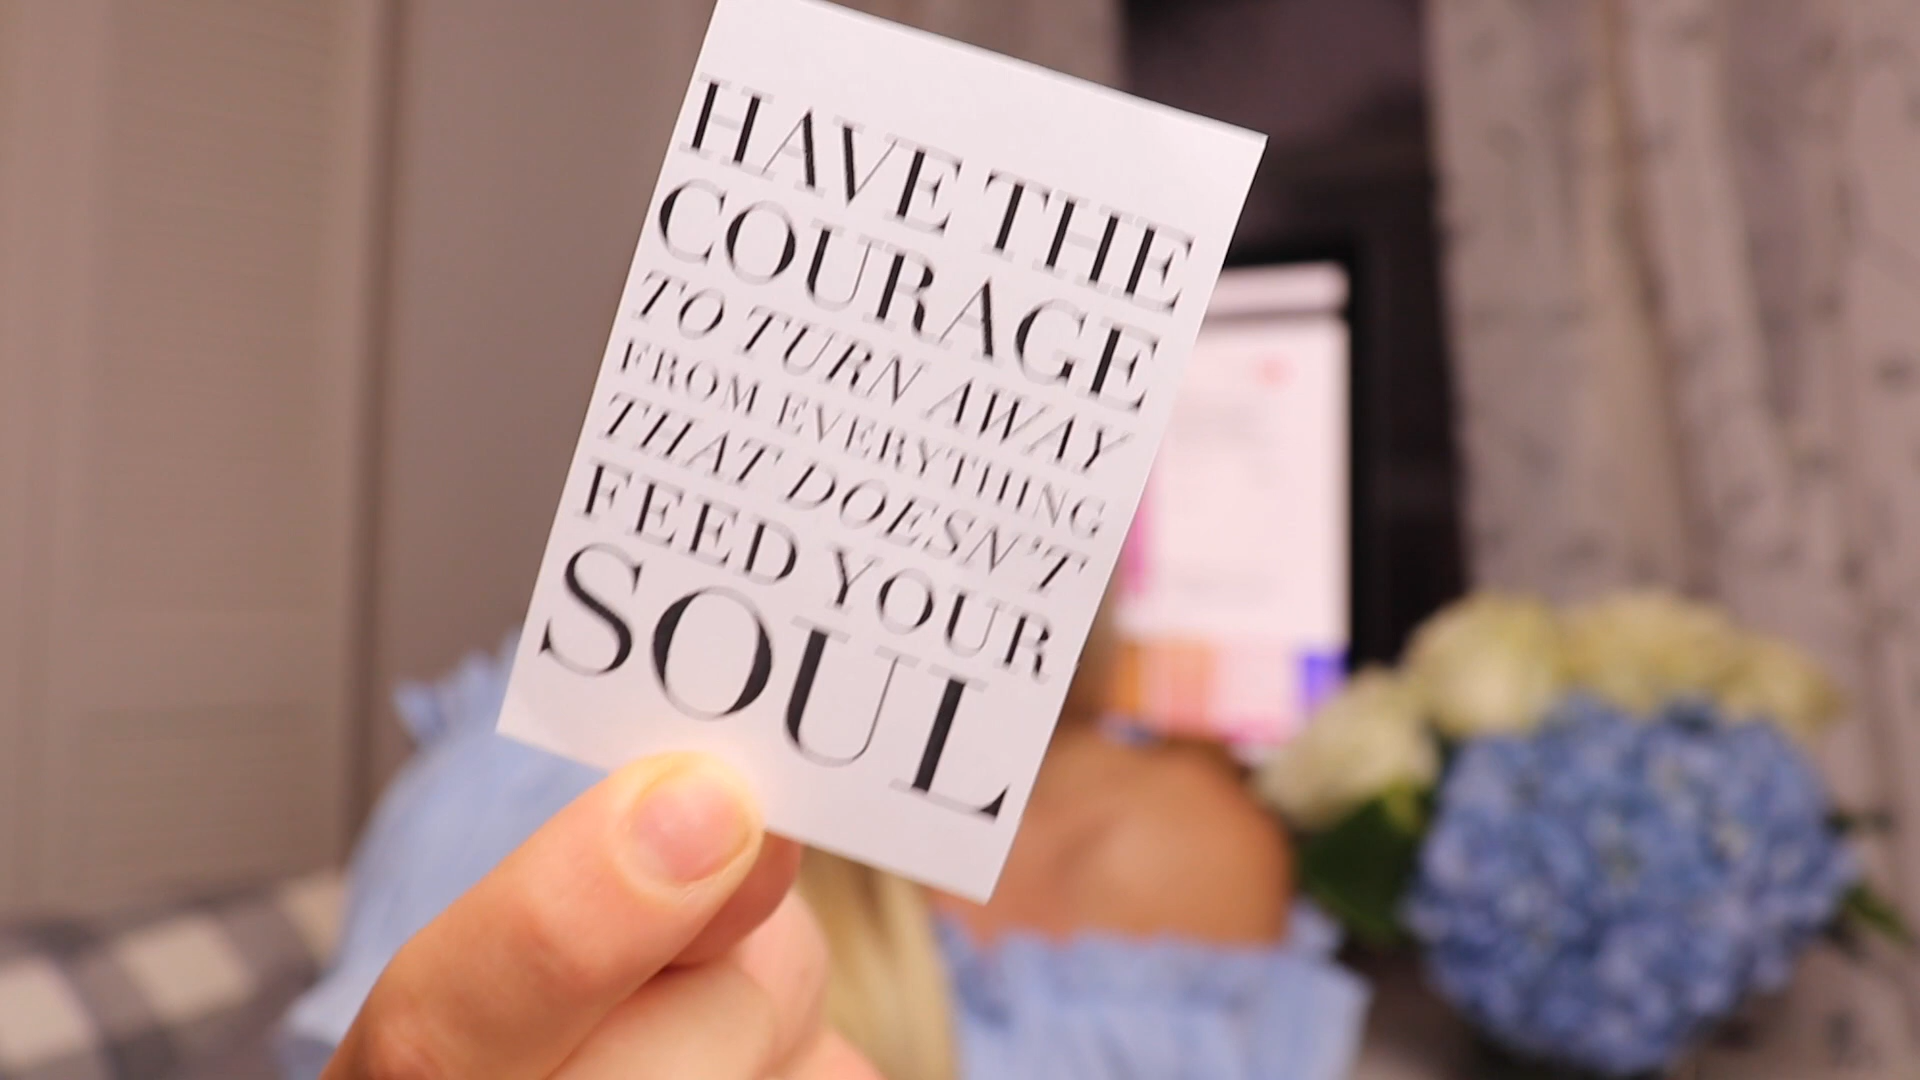 HAVE THE
COURAGE
TO TURN AWAY
FROM EVERYTHING
THAT DOESN'T
FEED YOUR
SOUL